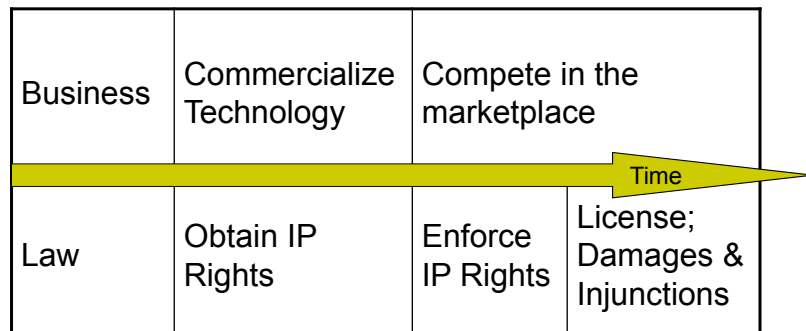 Business
Commercialize
Technology
Compete in the
marketplace
Time
Law
Obtain IP
Rights
Enforce
IP Rights
License;
Damages &
Injunctions